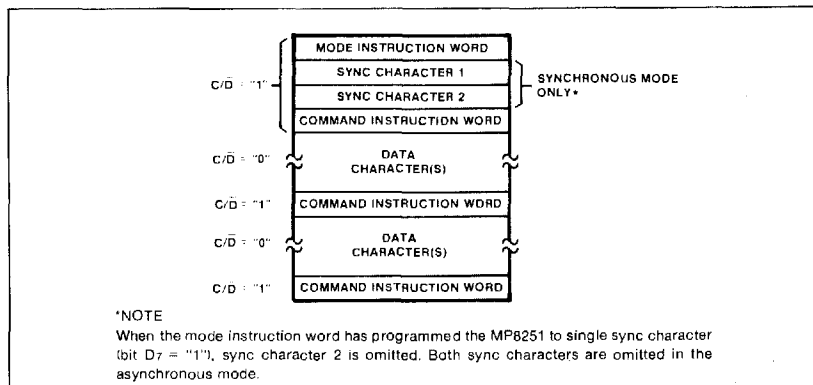 MODE INSTRUCTION WORD
C/D̅ = "1"
SYNC CHARACTER 1
SYNC CHARACTER 2
SYNCHRONOUS MODE
ONLY*
COMMAND INSTRUCTION WORD
C/D̅ = "0"
DATA
CHARACTER(S)
C/D̅ = "1"
COMMAND INSTRUCTION WORD
C/D̅ = "0"
DATA
CHARACTER(S)
C/D̅ = "1"
COMMAND INSTRUCTION WORD
*NOTE
When the mode instruction word has programmed the MP8251 to single sync character
(bit D7 = "1"), sync character 2 is omitted. Both sync characters are omitted in the
asynchronous mode.